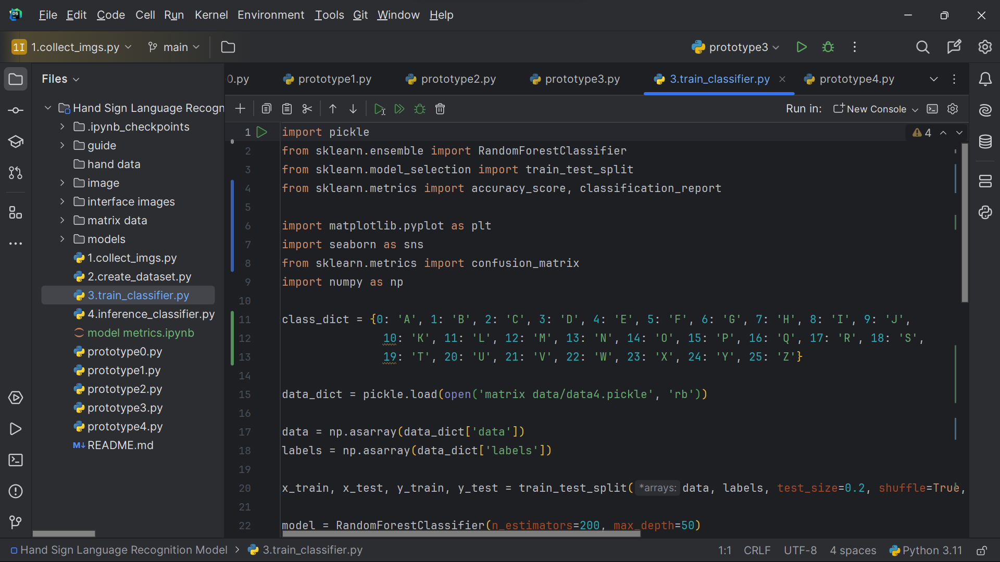 DS
File Edit Code Cell Run Kernel Environment Tools Git Window Help
1I 1.collect_imgs.py main prototype3
Files
0.py prototype1.py prototype2.py prototype3.py 3.train_classifier.py prototype4.py
Run in: New Console
Hand Sign Language Recogn
.ipynb_checkpoints
guide
hand data
image
interface images
matrix data
models
1.collect_imgs.py
2.create_dataset.py
3.train_classifier.py
4.inference_classifier.py
model metrics.ipynb
prototype0.py
prototype1.py
prototype2.py
prototype3.py
prototype4.py
M↓ README.md
4
1 import pickle
2 from sklearn.ensemble import RandomForestClassifier
3 from sklearn.model_selection import train_test_split
4 from sklearn.metrics import accuracy_score, classification_report
5
6 import matplotlib.pyplot as plt
7 import seaborn as sns
8 from sklearn.metrics import confusion_matrix
9 import numpy as np
10
11 class_dict = {0: 'A', 1: 'B', 2: 'C', 3: 'D', 4: 'E', 5: 'F', 6: 'G', 7: 'H', 8: 'I', 9: 'J',
12 10: 'K', 11: 'L', 12: 'M', 13: 'N', 14: 'O', 15: 'P', 16: 'Q', 17: 'R', 18: 'S',
13 19: 'T', 20: 'U', 21: 'V', 22: 'W', 23: 'X', 24: 'Y', 25: 'Z'}
14
15 data_dict = pickle.load(open('matrix data/data4.pickle', 'rb'))
16
17 data = np.asarray(data_dict['data'])
18 labels = np.asarray(data_dict['labels'])
19
20 x_train, x_test, y_train, y_test = train_test_split( *arrays: data, labels, test_size=0.2, shuffle=True,
21
22 model = RandomForestClassifier(n_estimators=200, max_depth=50)
Hand Sign Language Recognition Model > 3.train_classifier.py
1:1 CRLF UTF-8 4 spaces Python 3.11